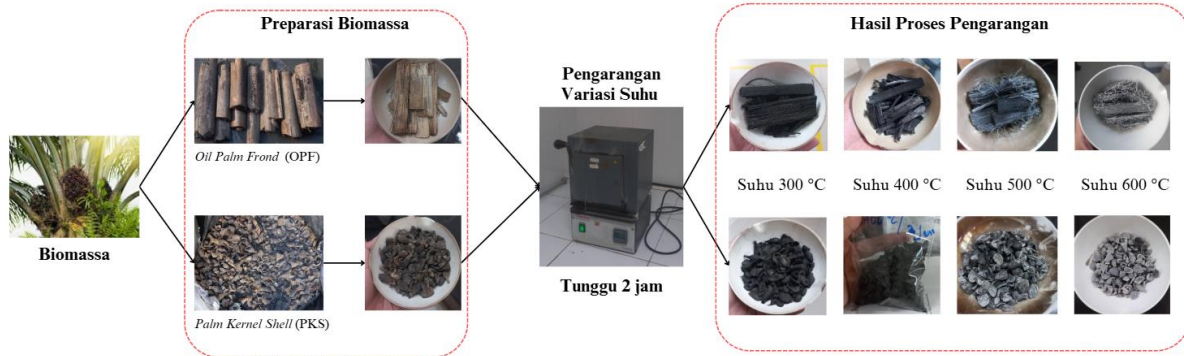 Preparasi Biomassa
Hasil Proses Pengarangan
Pengarangan
Variasi Suhu
Oil Palm Frond (OPF)
Suhu 300 °C
Suhu 400 °C
Suhu 500 °C
Suhu 600 °C
Biomassa
Tunggu 2 jam
Palm Kernel Shell (PKS)